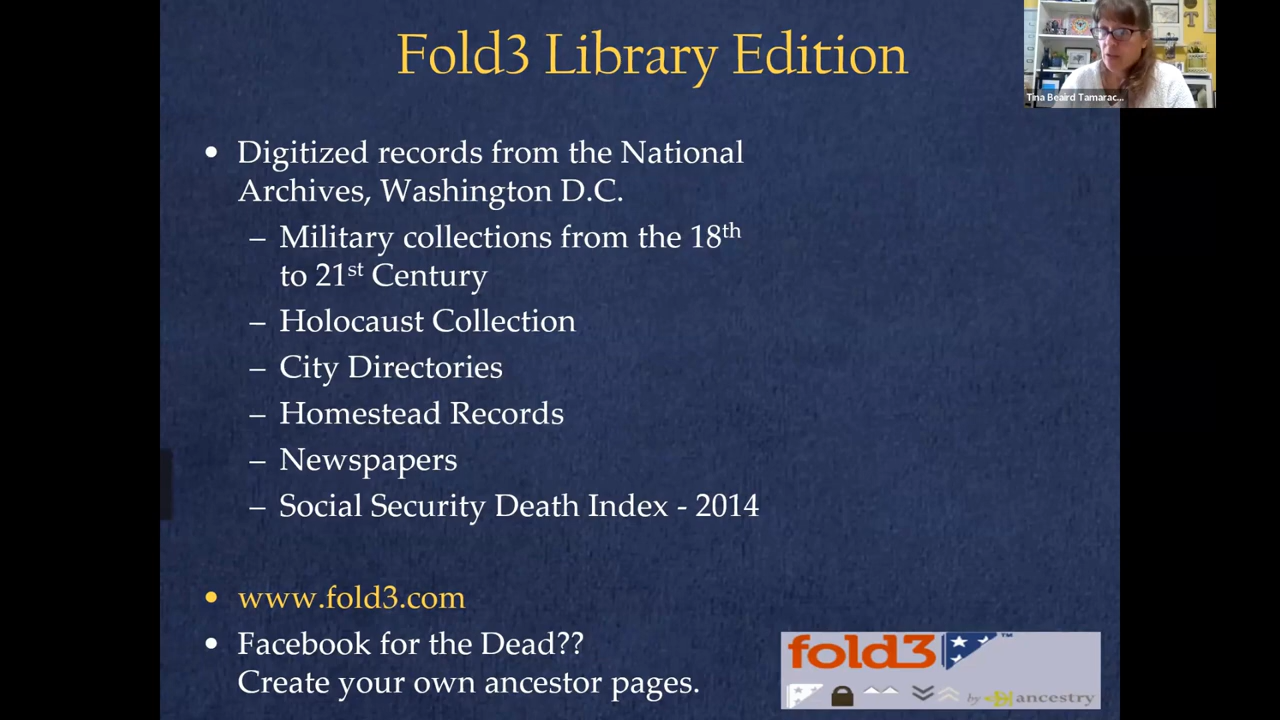 Fold3 Library Edition
Tina Beaird Tamarac...
• Digitized records from the National
Archives, Washington D.C.
– Military collections from the 18th
to 21st Century
– Holocaust Collection
– City Directories
– Homestead Records
– Newspapers
– Social Security Death Index - 2014
• www.fold3.com
• Facebook for the Dead??
Create your own ancestor pages.
fold3™
by ancestry